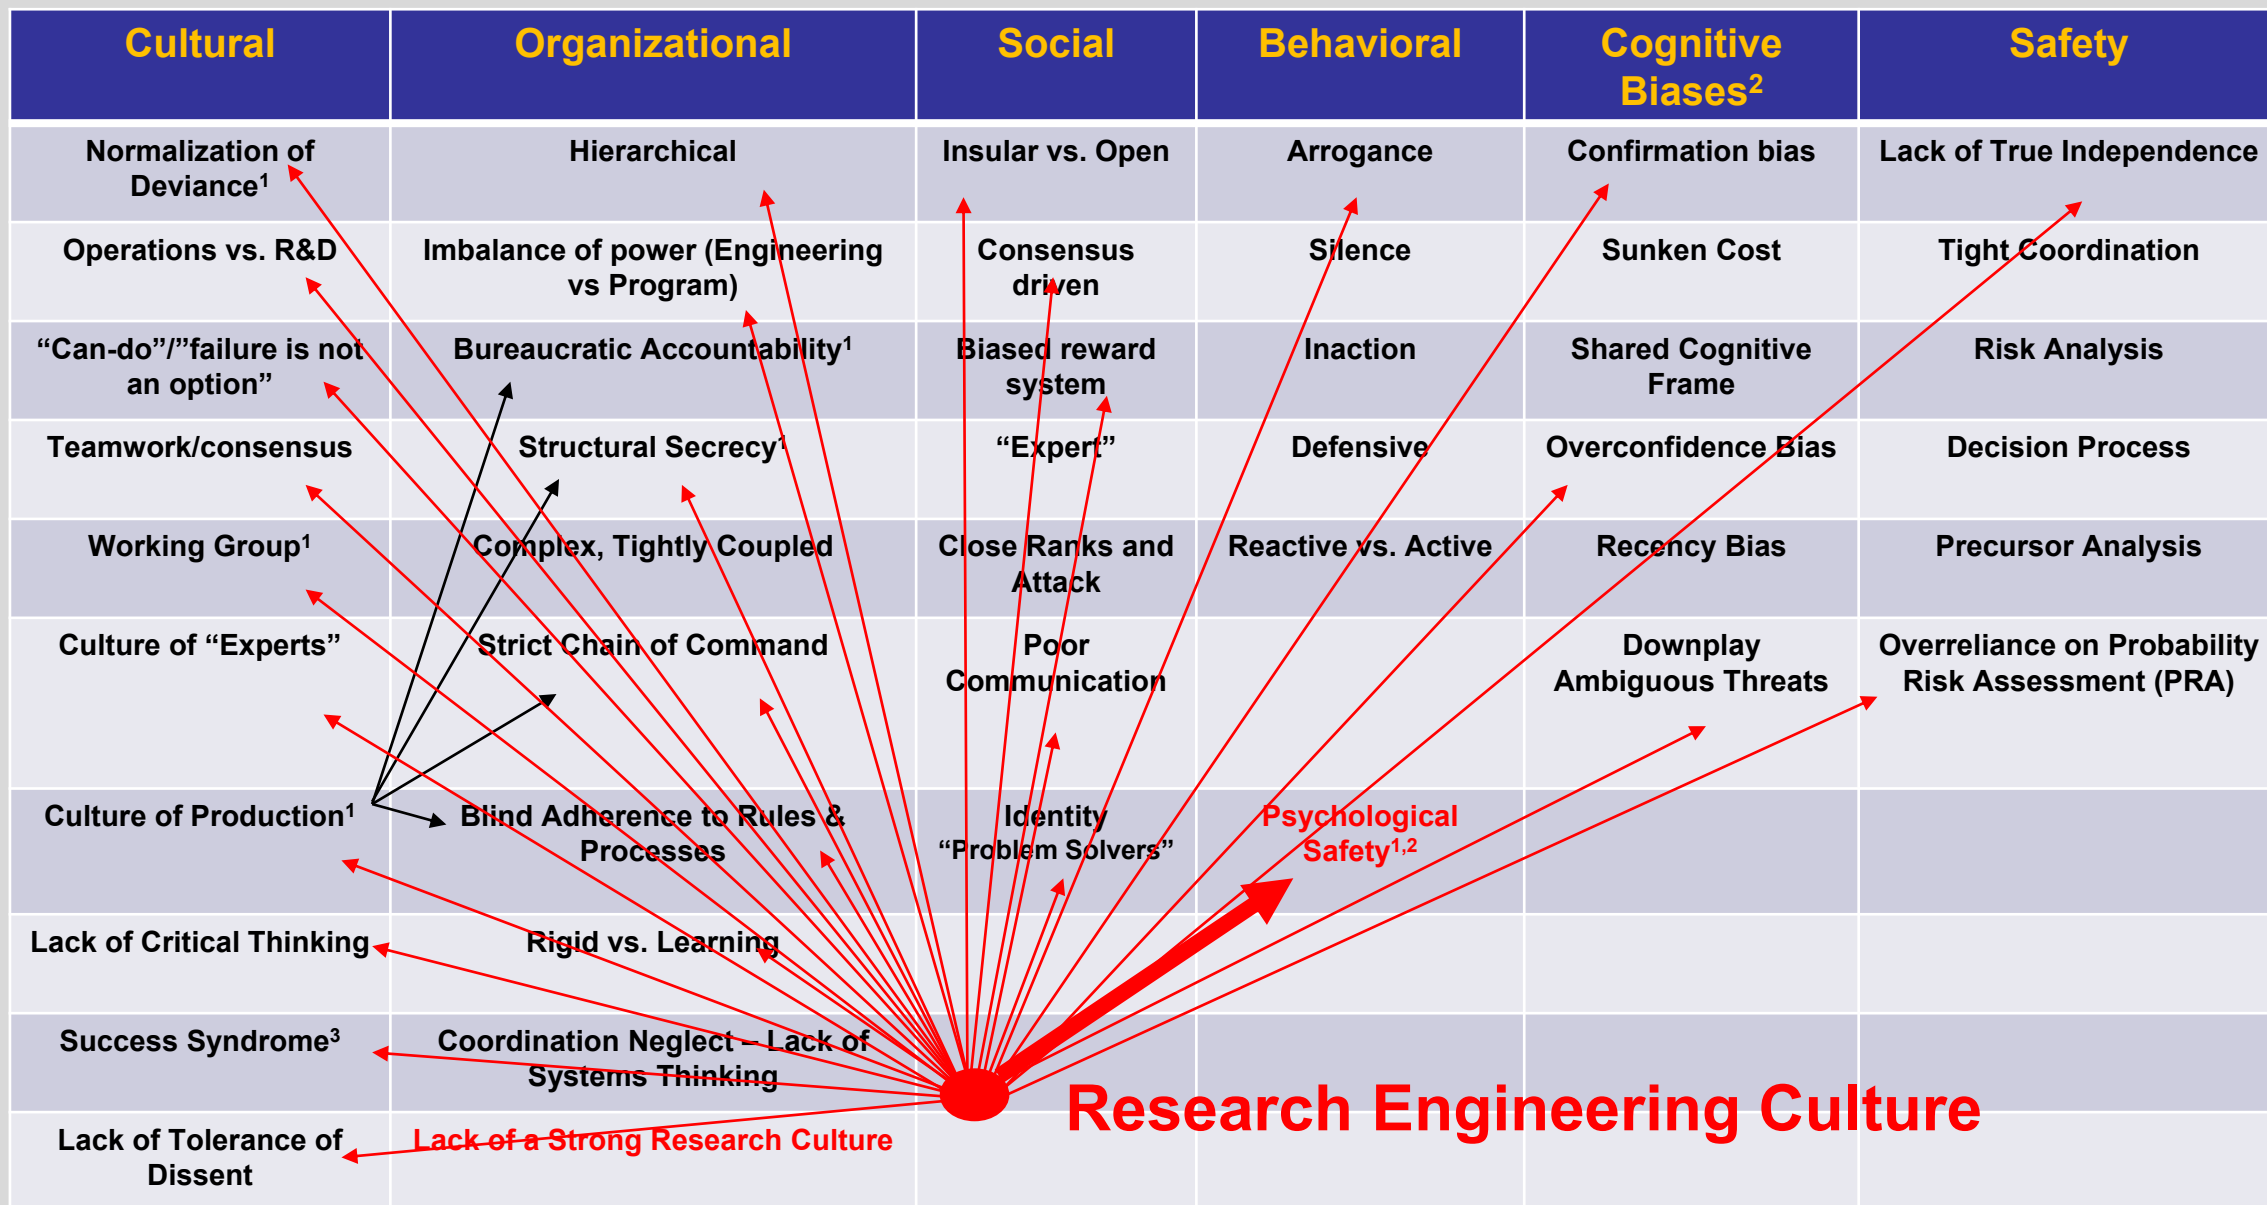 Cultural
Organizational
Social
Behavioral
Cognitive
Biases²
Safety
Normalization of
Deviance¹
Hierarchical
Insular vs. Open
Arrogance
Confirmation bias
Lack of True Independence
Operations vs. R&D
Imbalance of power (Engineering
vs Program)
Consensus
driven
Silence
Sunken Cost
Tight Coordination
“Can-do”/”failure is not
an option”
Bureaucratic Accountability¹
Biased reward
system
Inaction
Shared Cognitive
Frame
Risk Analysis
Teamwork/consensus
Structural Secrecy¹
“Expert”
Defensive
Overconfidence Bias
Decision Process
Working Group¹
Complex, Tightly Coupled
Close Ranks and
Attack
Reactive vs. Active
Recency Bias
Precursor Analysis
Culture of “Experts”
Strict Chain of Command
Poor
Communication
Downplay
Ambiguous Threats
Overreliance on Probability
Risk Assessment (PRA)
Culture of Production¹
Blind Adherence to Rules &
Processes
Identity
“Problem Solvers”
Psychological
Safety¹,²
Lack of Critical Thinking
Rigid vs. Learning
Success Syndrome³
Coordination Neglect – Lack of
Systems Thinking
Research Engineering Culture
Lack of Tolerance of
Dissent
Lack of a Strong Research Culture